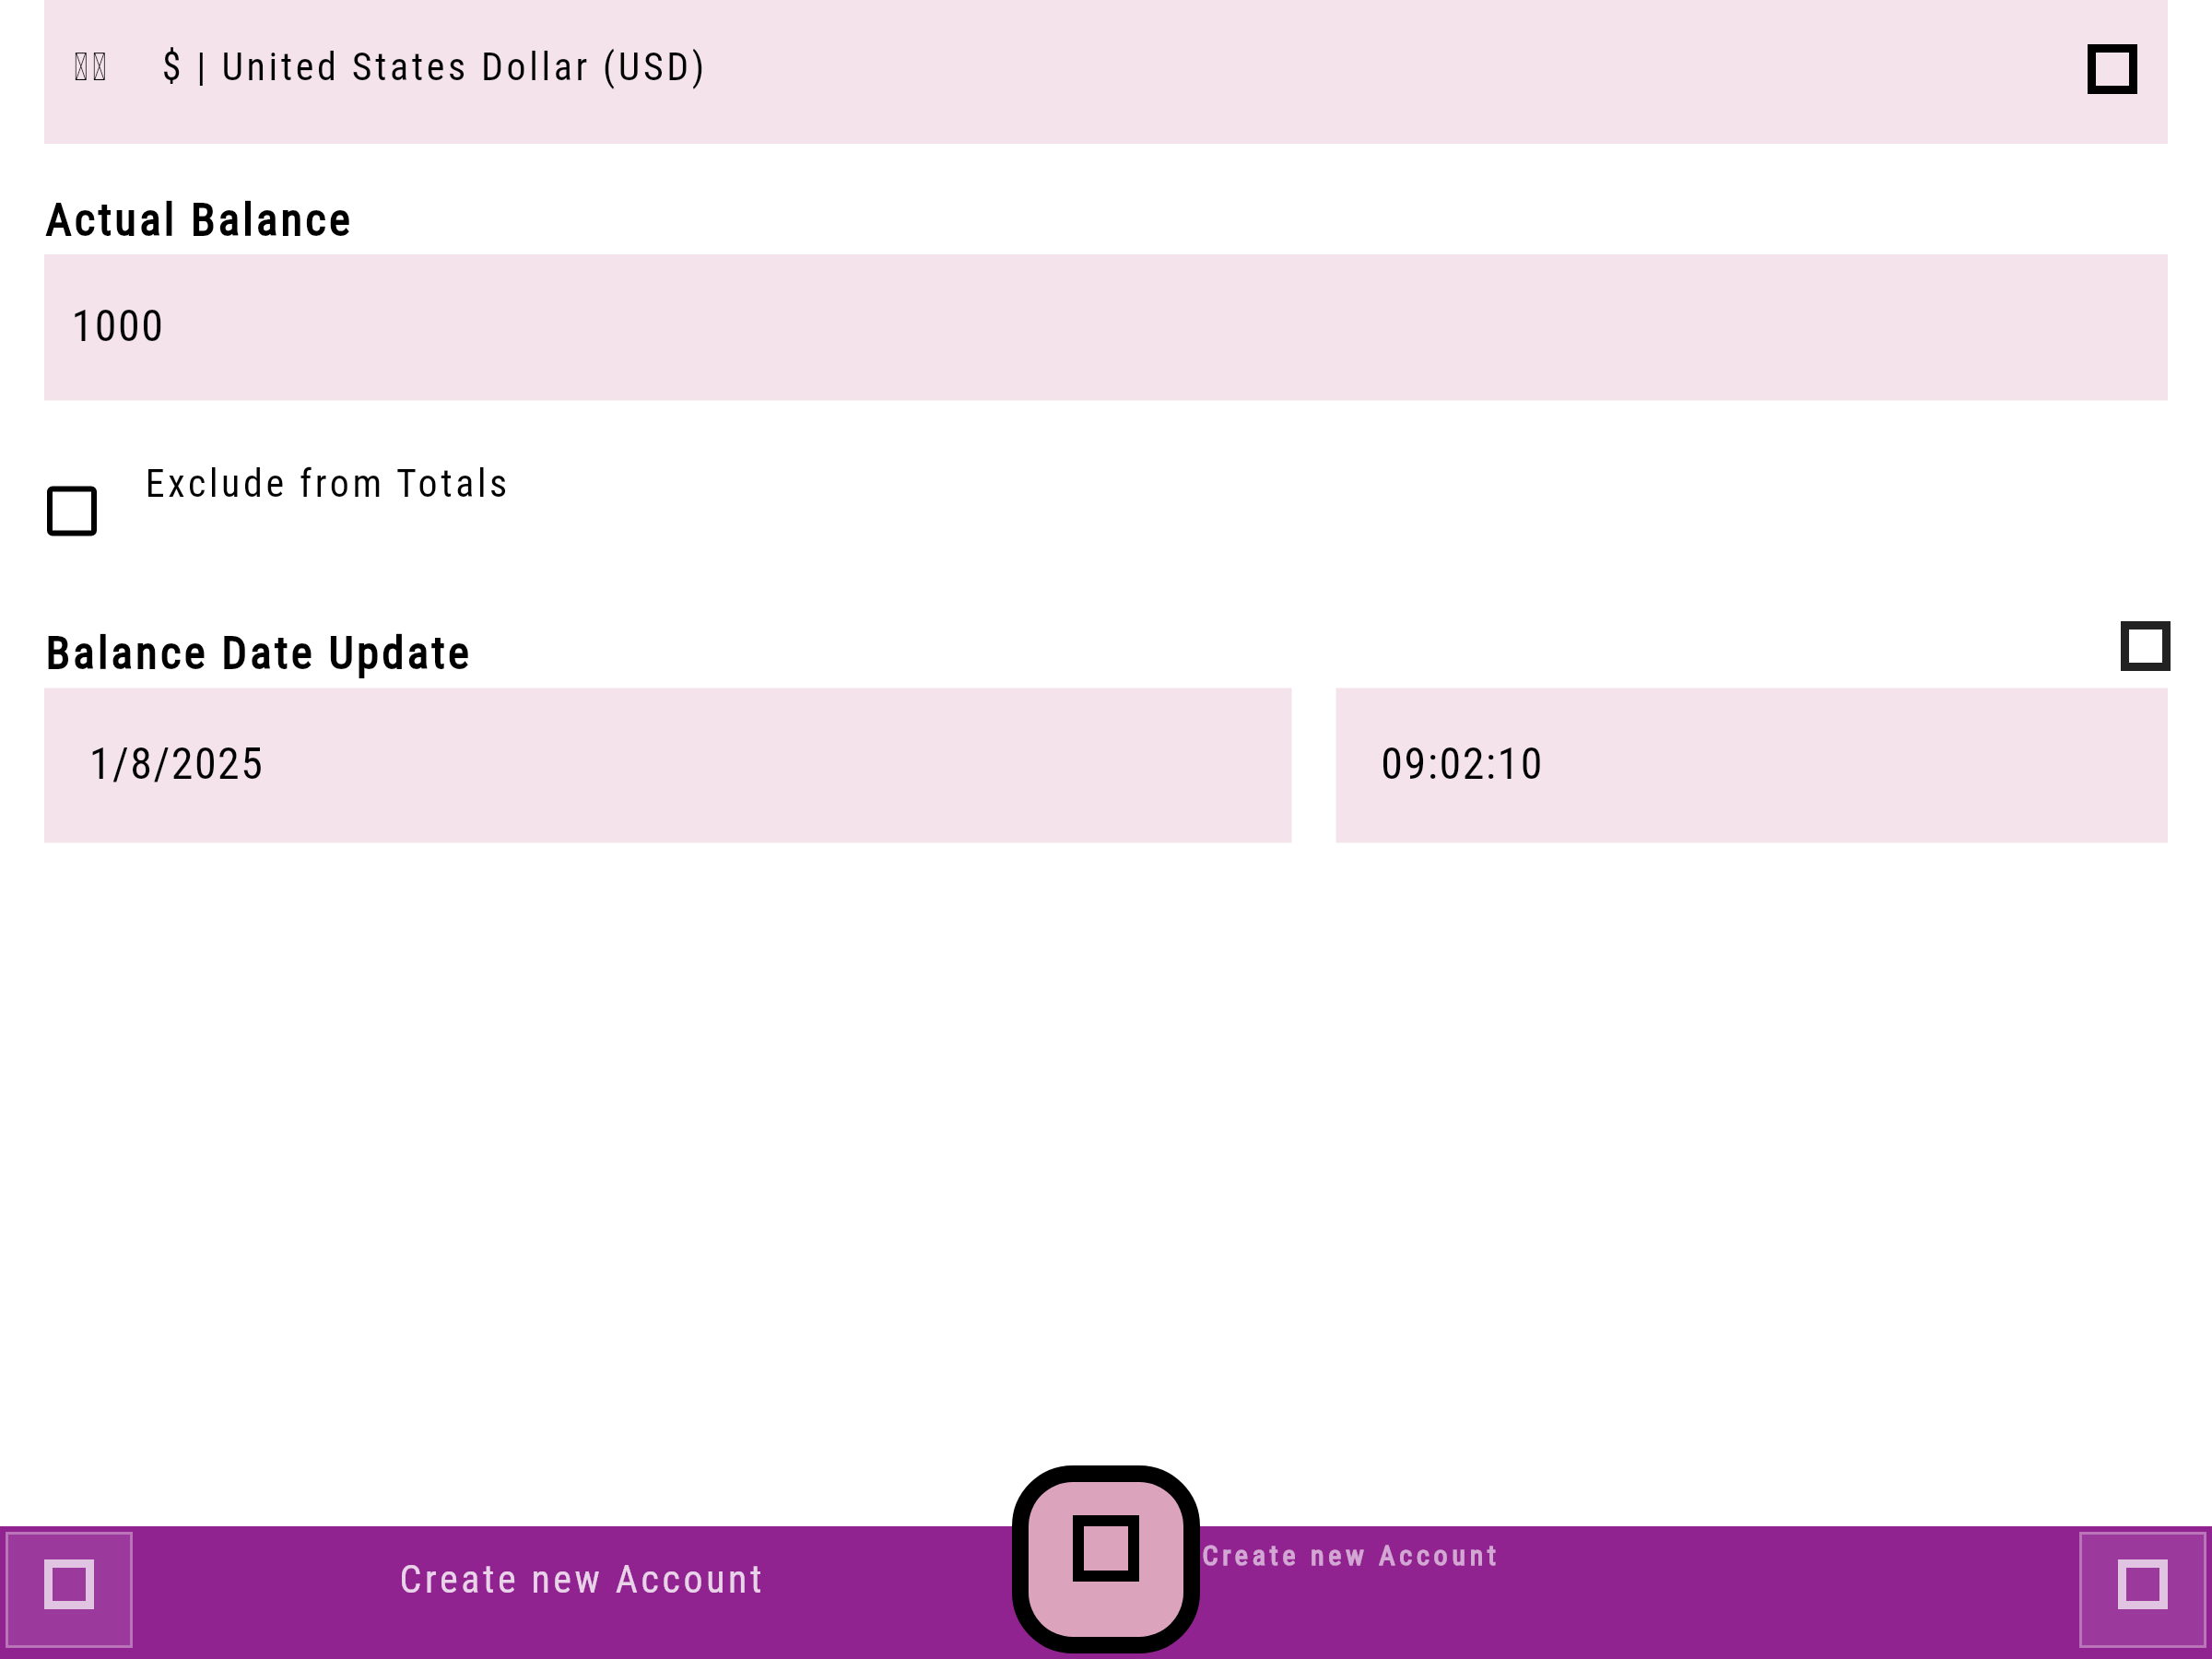 $ | United States Dollar (USD)
Actual Balance
1000
Exclude from Totals
Balance Date Update
1/8/2025 09:02:10
Create new Account
Create new Account